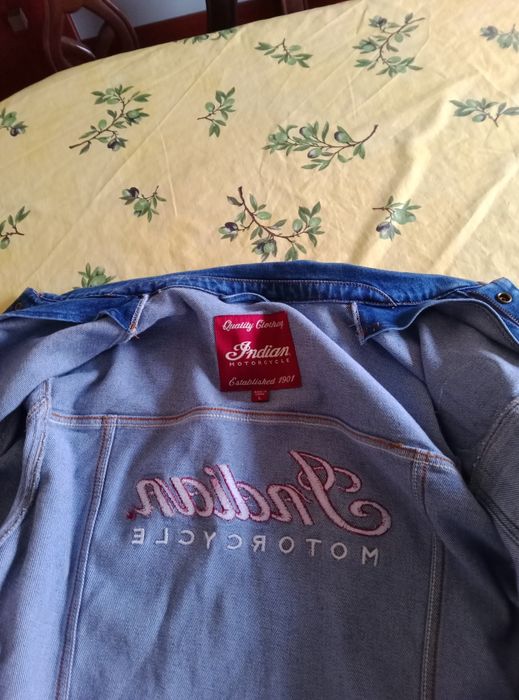 Quality Clothing
Indian
MOTORCYCLE
Established 1901
L
Indian
MOTORCYCLE